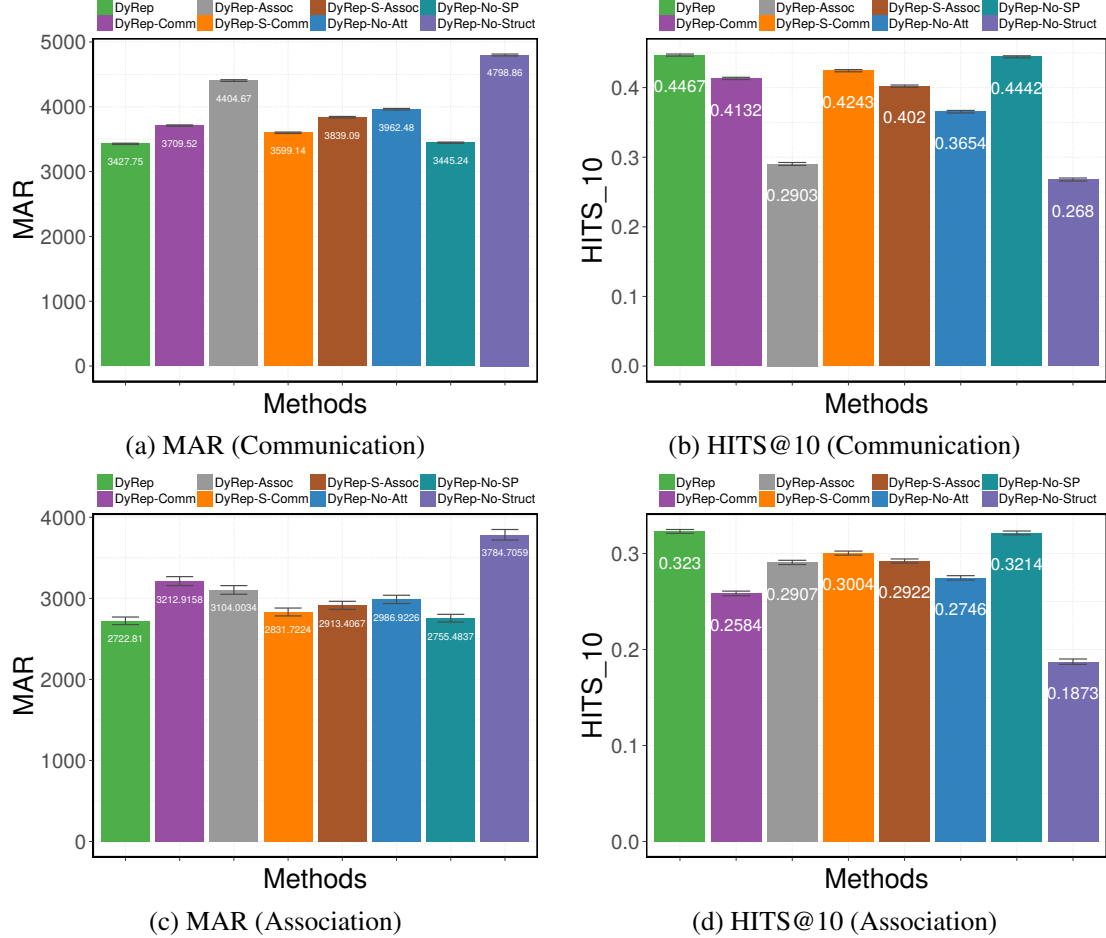 DyRep DyRep-Assoc DyRep-S-Assoc DyRep-No-SP
DyRep-Comm DyRep-S-Comm DyRep-No-Att DyRep-No-Struct
5000
4000
3000
2000
1000
0
MAR
3427.75
3709.52
4404.67
3599.14
3839.09
3962.48
3445.24
4798.86
Methods
(a) MAR (Communication)
DyRep DyRep-Assoc DyRep-S-Assoc DyRep-No-SP
DyRep-Comm DyRep-S-Comm DyRep-No-Att DyRep-No-Struct
0.4
0.3
0.2
0.1
0.0
HITS_10
0.4467
0.4132
0.2903
0.4243
0.402
0.3654
0.4442
0.268
Methods
(b) HITS@10 (Communication)
DyRep DyRep-Assoc DyRep-S-Assoc DyRep-No-SP
DyRep-Comm DyRep-S-Comm DyRep-No-Att DyRep-No-Struct
4000
3000
2000
1000
0
MAR
2722.81
3212.9158
3104.0034
2831.7224
2913.4067
2986.9226
2755.4837
3784.7059
Methods
(c) MAR (Association)
DyRep DyRep-Assoc DyRep-S-Assoc DyRep-No-SP
DyRep-Comm DyRep-S-Comm DyRep-No-Att DyRep-No-Struct
0.3
0.2
0.1
0.0
HITS_10
0.323
0.2584
0.2907
0.3004
0.2922
0.2746
0.3214
0.1873
Methods
(d) HITS@10 (Association)